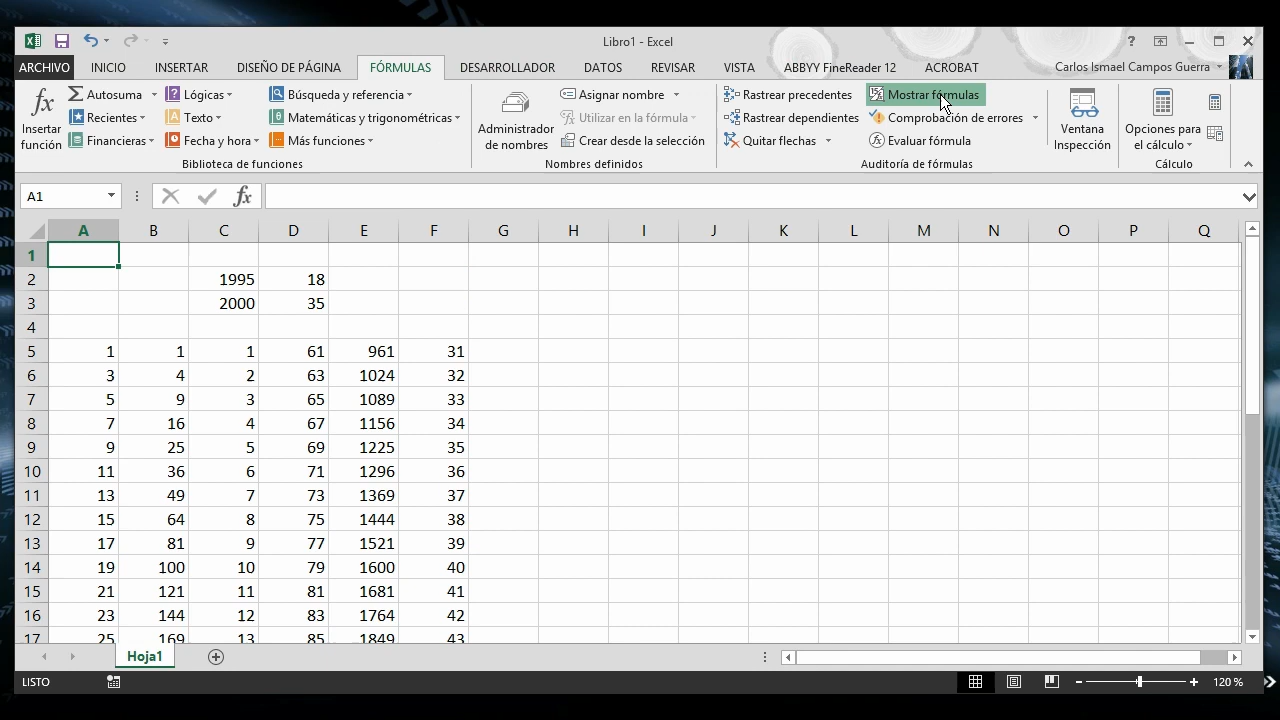 Libro1 - Excel
ARCHIVO INICIO INSERTAR DISEÑO DE PÁGINA FÓRMULAS DESARROLLADOR DATOS REVISAR VISTA ABBYY FineReader 12 ACROBAT Carlos Ismael Campos Guerra
Insertar función
Autosuma
Recientes
Financieras
Lógicas
Texto
Fecha y hora
Búsqueda y referencia
Matemáticas y trigonométricas
Más funciones
Biblioteca de funciones
Administrador de nombres
Asignar nombre
Utilizar en la fórmula
Crear desde la selección
Nombres definidos
Rastrear precedentes
Rastrear dependientes
Quitar flechas
Mostrar fórmulas
Comprobación de errores
Evaluar fórmula
Auditoría de fórmulas
Ventana Inspección
Opciones para el cálculo
Cálculo
A1 fx
A B C D E F G H I J K L M N O P Q
1
2 1995 18
3 2000 35
4
5 1 1 1 61 961 31
6 3 4 2 63 1024 32
7 5 9 3 65 1089 33
8 7 16 4 67 1156 34
9 9 25 5 69 1225 35
10 11 36 6 71 1296 36
11 13 49 7 73 1369 37
12 15 64 8 75 1444 38
13 17 81 9 77 1521 39
14 19 100 10 79 1600 40
15 21 121 11 81 1681 41
16 23 144 12 83 1764 42
17 25 169 13 85 1849 43
Hoja1
LISTO 120 %